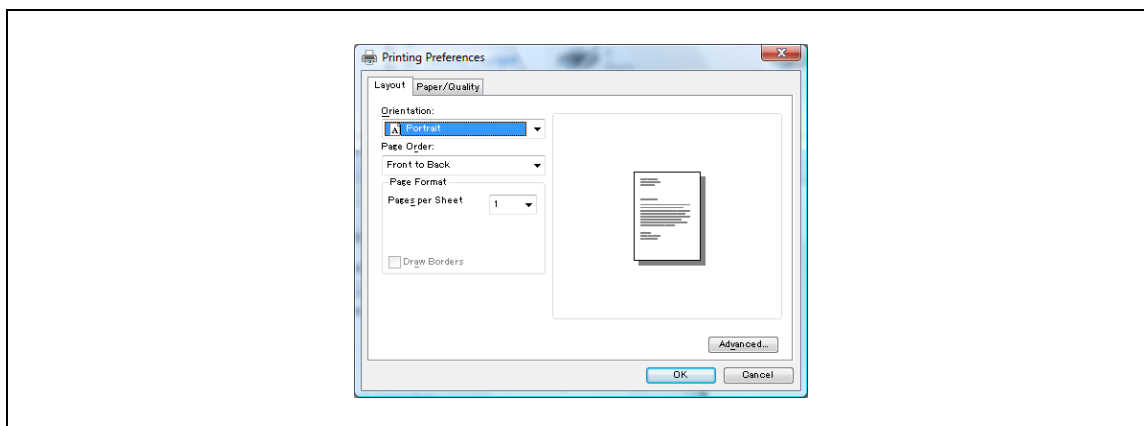 Printing Preferences
Layout Paper/Quality
Orientation:
A Portrait
Page Order:
Front to Back
Page Format
Pages per Sheet 1
Draw Borders
Advanced...
OK Cancel